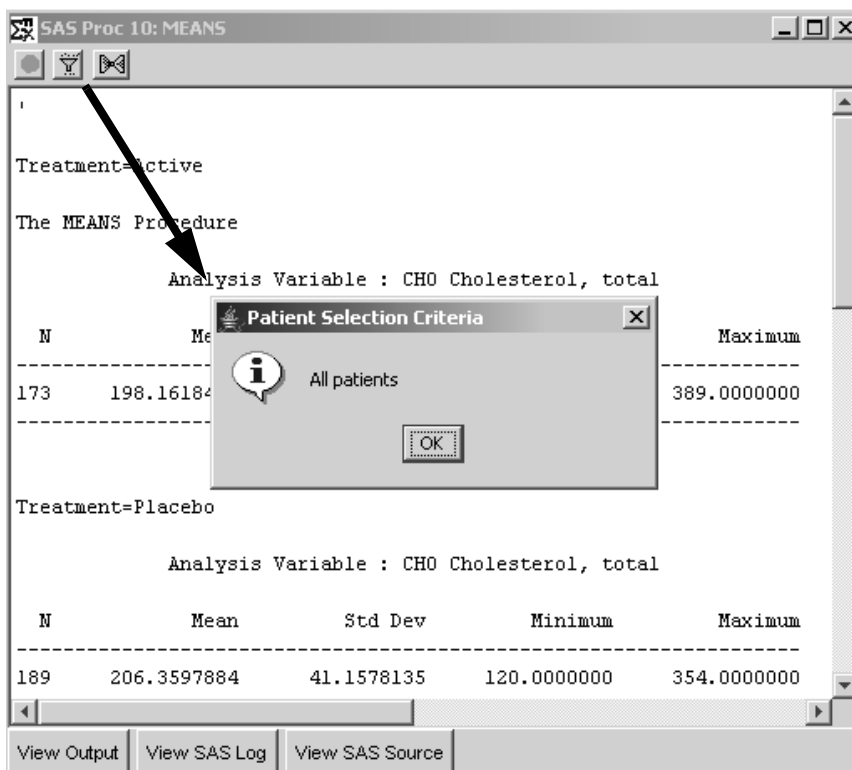 SAS Proc 10: MEANS
Treatment=Active
The MEANS Procedure
Analysis Variable : CHO Cholesterol, total
Patient Selection Criteria
N Maximum
All patients
173 198.16184 389.0000000
OK
Treatment=Placebo
Analysis Variable : CHO Cholesterol, total
N Mean Std Dev Minimum Maximum
189 206.3597884 41.1578135 120.0000000 354.0000000
View Output View SAS Log View SAS Source